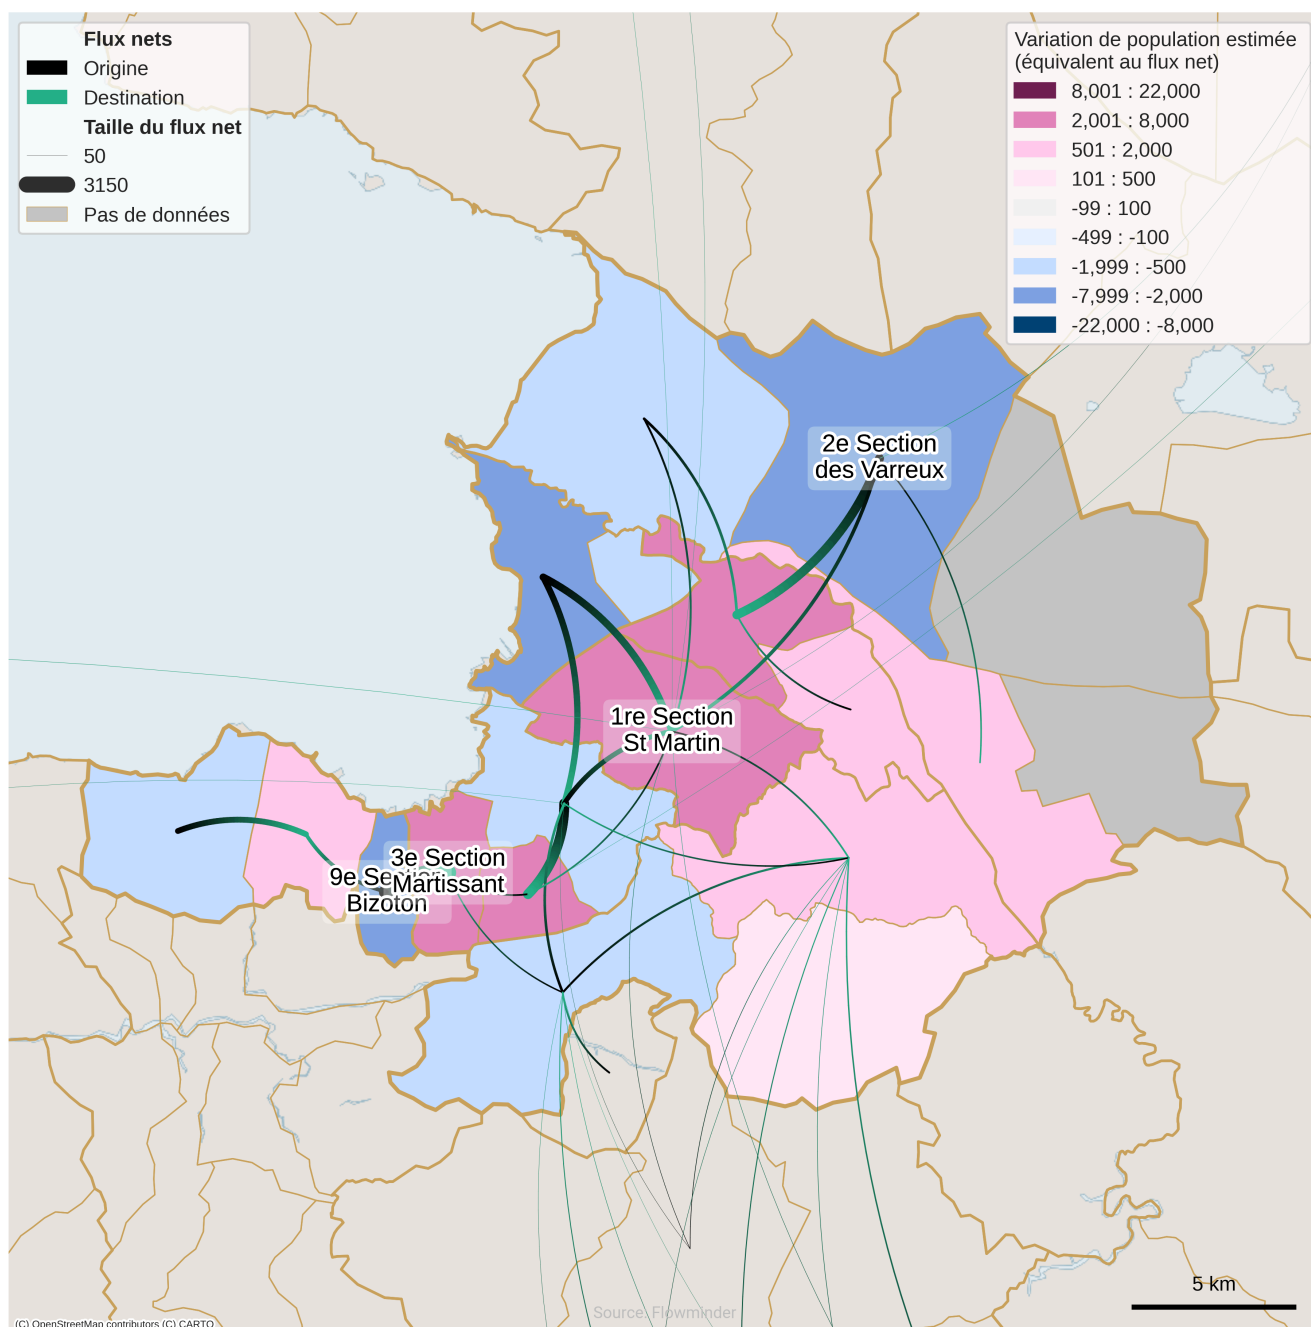 Flux nets
Origine
Destination
Taille du flux net
50
3150
Pas de données
Variation de population estimée
(équivalent au flux net)
8,001 : 22,000
2,001 : 8,000
501 : 2,000
101 : 500
-99 : 100
-499 : -100
-1,999 : -500
-7,999 : -2,000
-22,000 : -8,000
2e Section
des Varreux
1re Section
St Martin
3e Section
Martissant
9e Se
Bizoton
5 km
Source: Flowminder
(C) OpenStreetMap contributors (C) CARTO